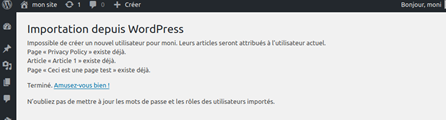 mon site 1 0 + Créer Bonjour, moni
Importation depuis WordPress
Impossible de créer un nouvel utilisateur pour moni. Leurs articles seront attribués à l'utilisateur actuel.
Page « Privacy Policy » existe déjà.
Article « Article 1 » existe déjà.
Page « Ceci est une page test » existe déjà.
Terminé. Amusez-vous bien !
N'oubliez pas de mettre à jour les mots de passe et les rôles des utilisateurs importés.